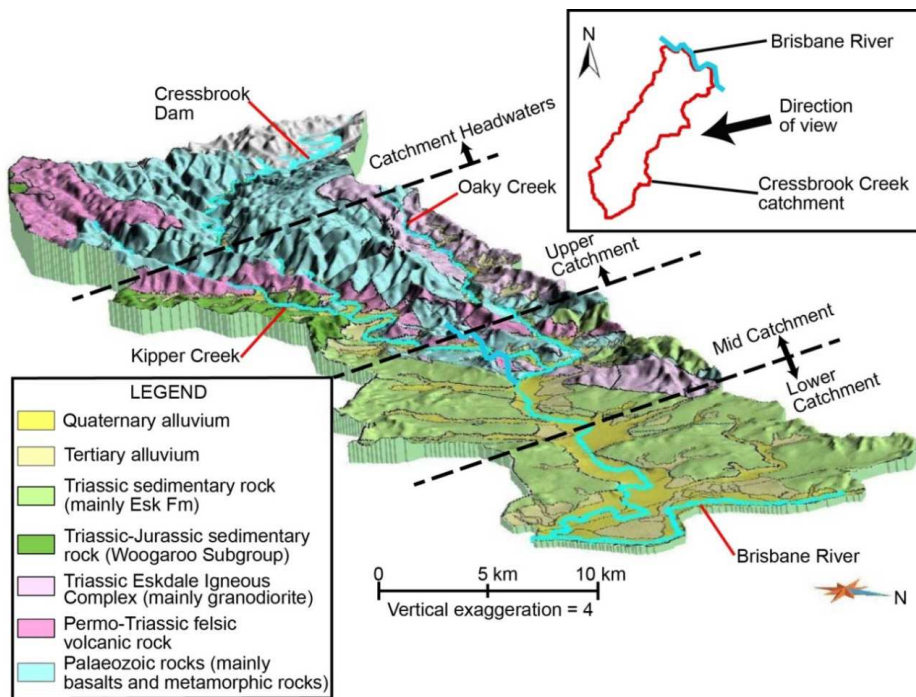 N
Brisbane River
Direction
of view
Cressbrook Creek
catchment
Cressbrook
Dam
Catchment Headwaters
Oaky Creek
Upper
Catchment
Mid Catchment
Lower
Catchment
Kipper Creek
LEGEND
Quaternary alluvium
Tertiary alluvium
Triassic sedimentary rock
(mainly Esk Fm)
Triassic-Jurassic sedimentary
rock (Woogaroo Subgroup)
Triassic Eskdale Igneous
Complex (mainly granodiorite)
Permo-Triassic felsic
volcanic rock
Palaeozoic rocks (mainly
basalts and metamorphic rocks)
0 5 km 10 km
Vertical exaggeration = 4
Brisbane River
N